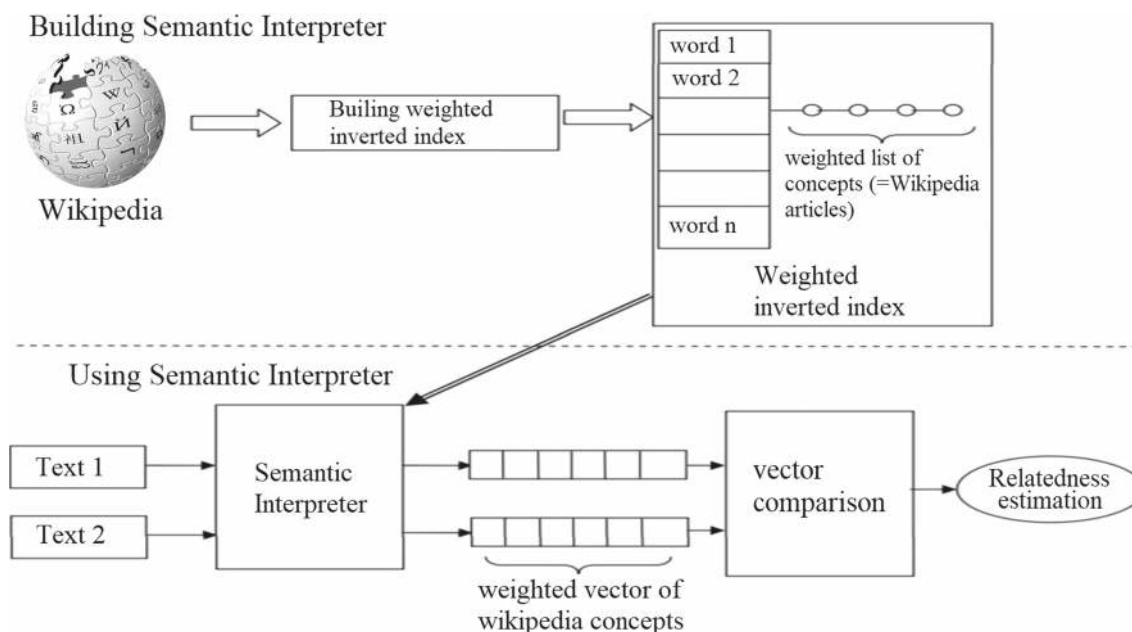 Building Semantic Interpreter
word 1
word 2
Builing weighted
inverted index
weighted list of
concepts (=Wikipedia
articles)
Wikipedia
word n
Weighted
inverted index
Using Semantic Interpreter
Text 1
Text 2
Semantic
Interpreter
vector
comparison
Relatedness
estimation
weighted vector of
wikipedia concepts